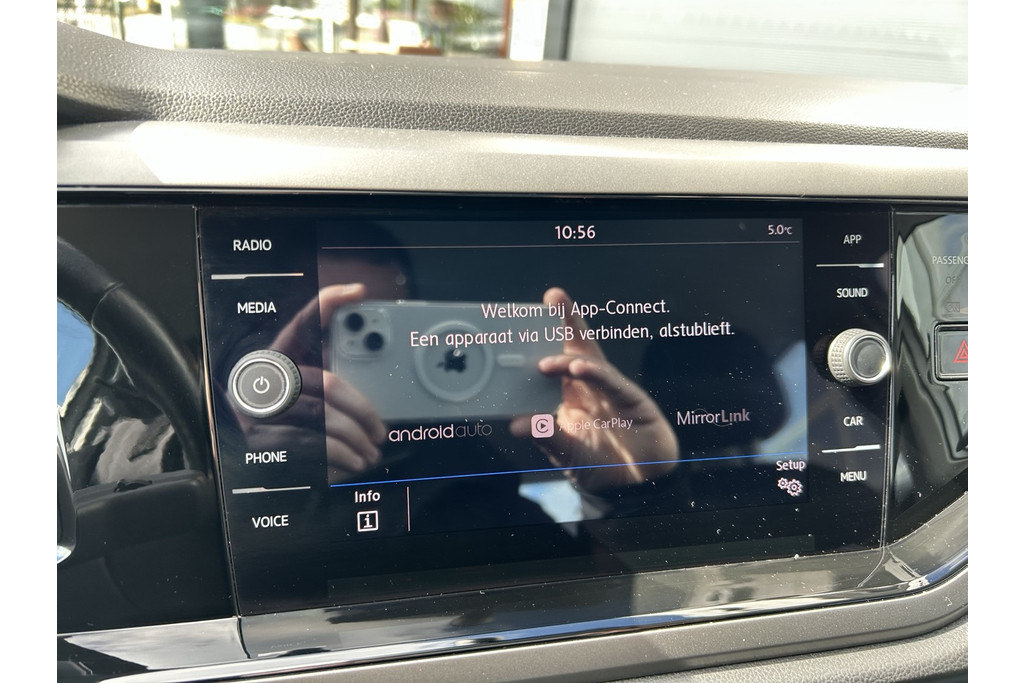 10:56
5.0°C
RADIO
MEDIA
PHONE
VOICE
Welkom bij App-Connect.
Een apparaat via USB verbinden, alstublieft.
androidauto
Apple CarPlay
MirrorLink
Info
i
Setup
APP
SOUND
CAR
MENU